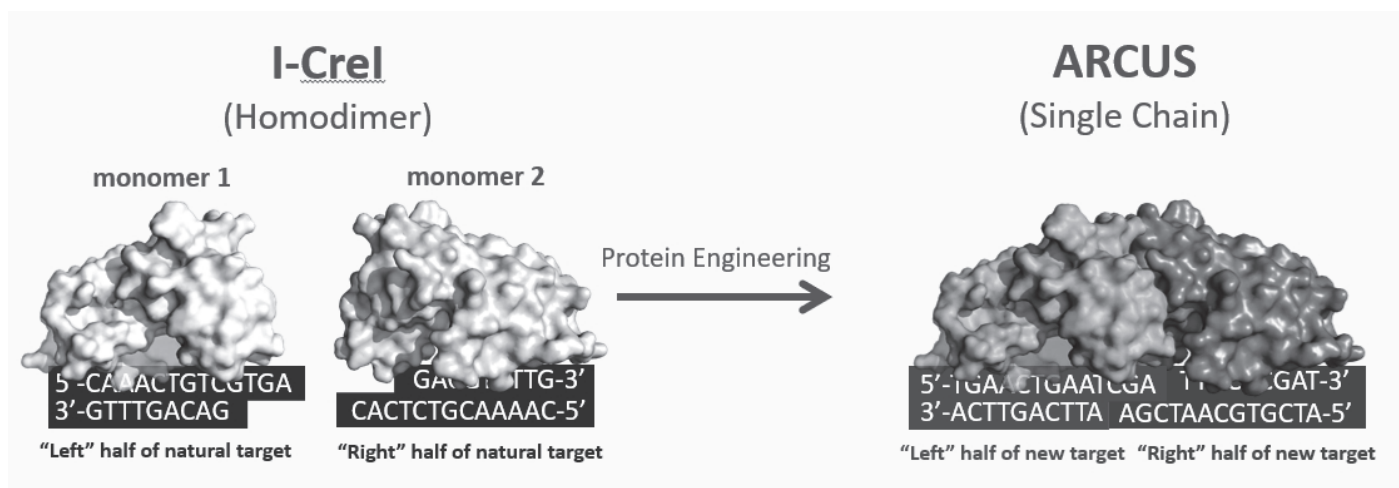 I-CreI
(Homodimer)
monomer 1
monomer 2
5’-CAAACTGTCGTGA
3’-GTTTGACAG
CACTCTGCAAAAC-5’
“Left” half of natural target
“Right” half of natural target
Protein Engineering
ARCUS
(Single Chain)
5’-TGAACTGAATCGA
3’-ACTTGACTTA
AGCTAACGTGCTA-5’
“Left” half of new target
“Right” half of new target